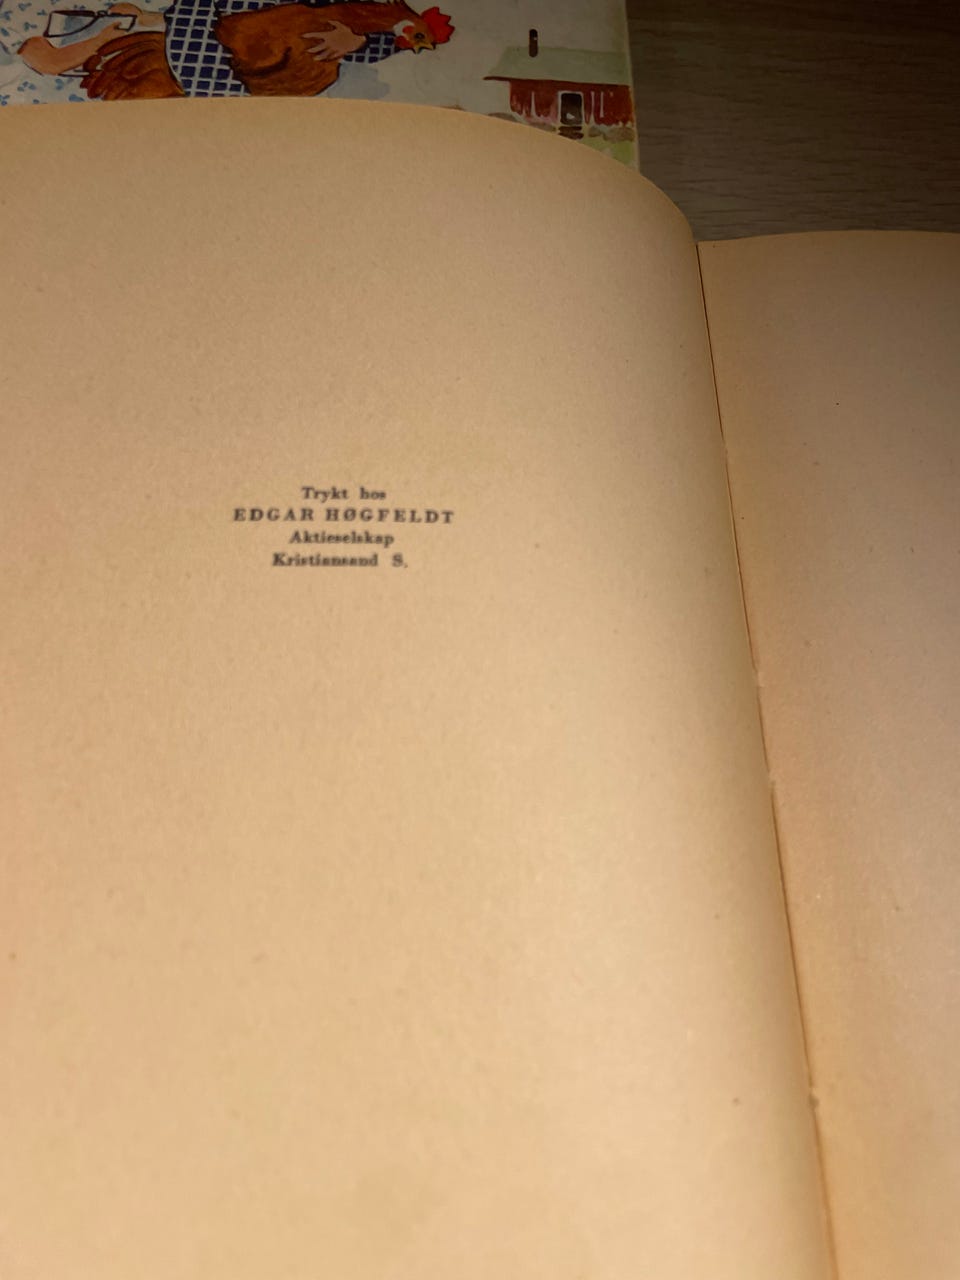 Trykt hos
EDGAR HØGFELDT
Aktieselskap
Kristiansand S.